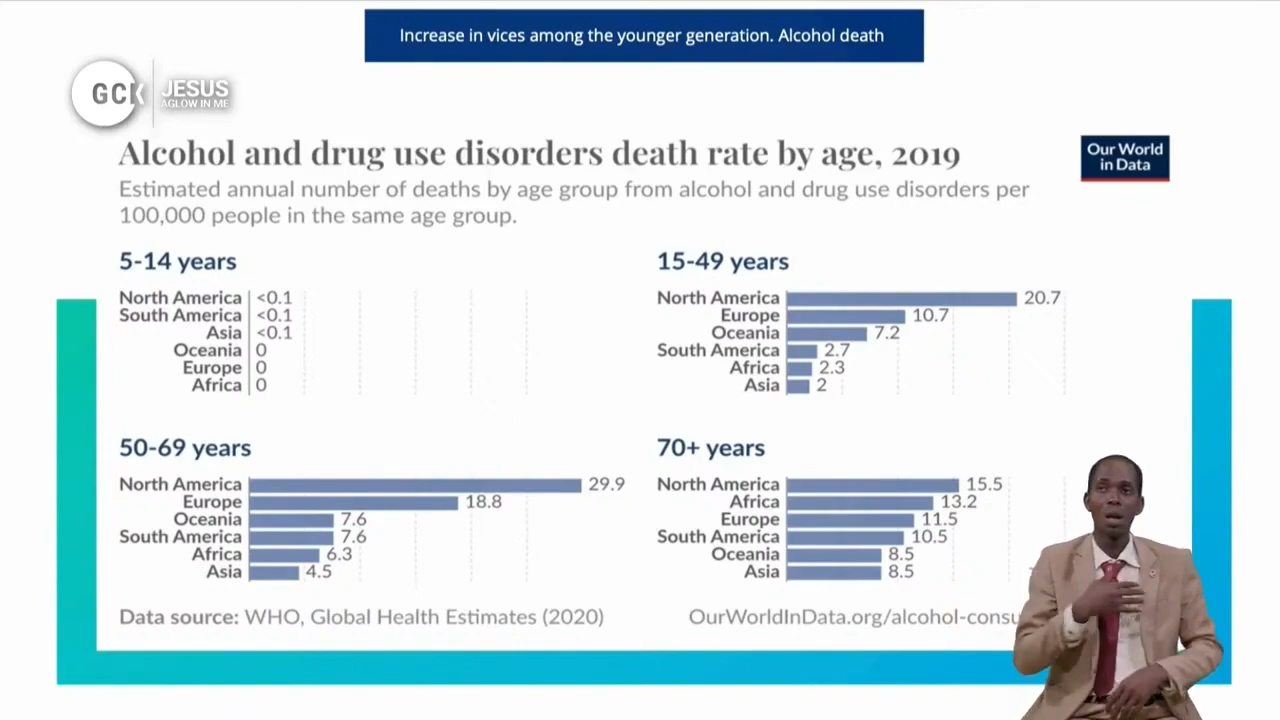 Increase in vices among the younger generation. Alcohol death
GCK
JESUS
AGLOW IN ME
Alcohol and drug use disorders death rate by age, 2019
Our World
in Data
Estimated annual number of deaths by age group from alcohol and drug use disorders per
100,000 people in the same age group.
5-14 years
North America <0.1
South America <0.1
Asia <0.1
Oceania 0
Europe 0
Africa 0
15-49 years
North America 20.7
Europe 10.7
Oceania 7.2
South America 2.7
Africa 2.3
Asia 2
50-69 years
North America 29.9
Europe 18.8
Oceania 7.6
South America 7.6
Africa 6.3
Asia 4.5
70+ years
North America 15.5
Africa 13.2
Europe 11.5
South America 10.5
Oceania 8.5
Asia 8.5
Data source: WHO, Global Health Estimates (2020)
OurWorldInData.org/alcohol-consu